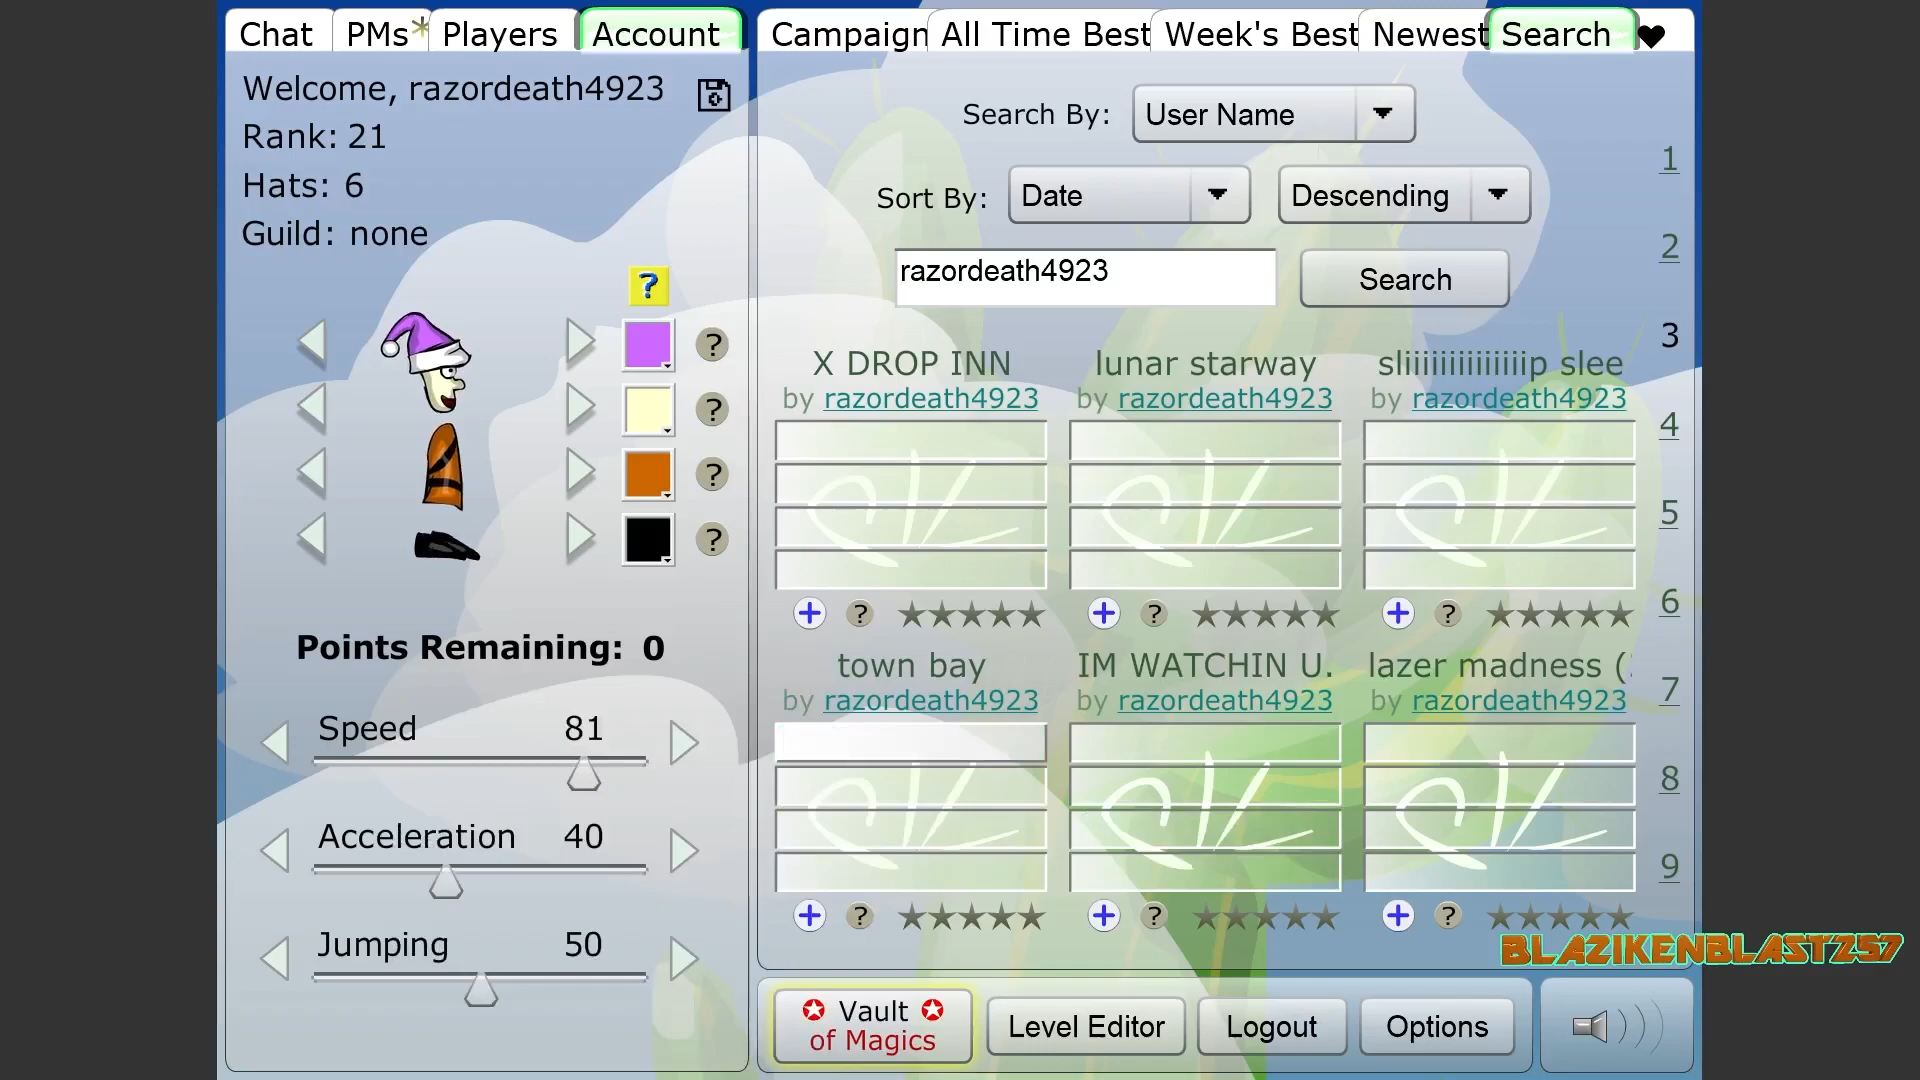 Chat PMs* Players Account
Welcome, razordeath4923
Rank: 21
Hats: 6
Guild: none
?
?
?
?
?
Points Remaining: 0
Speed 81
Acceleration 40
Jumping 50
Campaign All Time Best Week's Best Newest Search
Search By: User Name
Sort By: Date Descending
razordeath4923 Search
X DROP INN lunar starway sliiiiiiiiiiiiip slee
by razordeath4923 by razordeath4923 by razordeath4923
+ ? + ? + ?
town bay IM WATCHIN U. lazer madness (
by razordeath4923 by razordeath4923 by razordeath4923
+ ? + ? + ?
1
2
3
4
5
6
7
8
9
BLAZIKENBLAST257
Vault
of Magics
Level Editor Logout Options